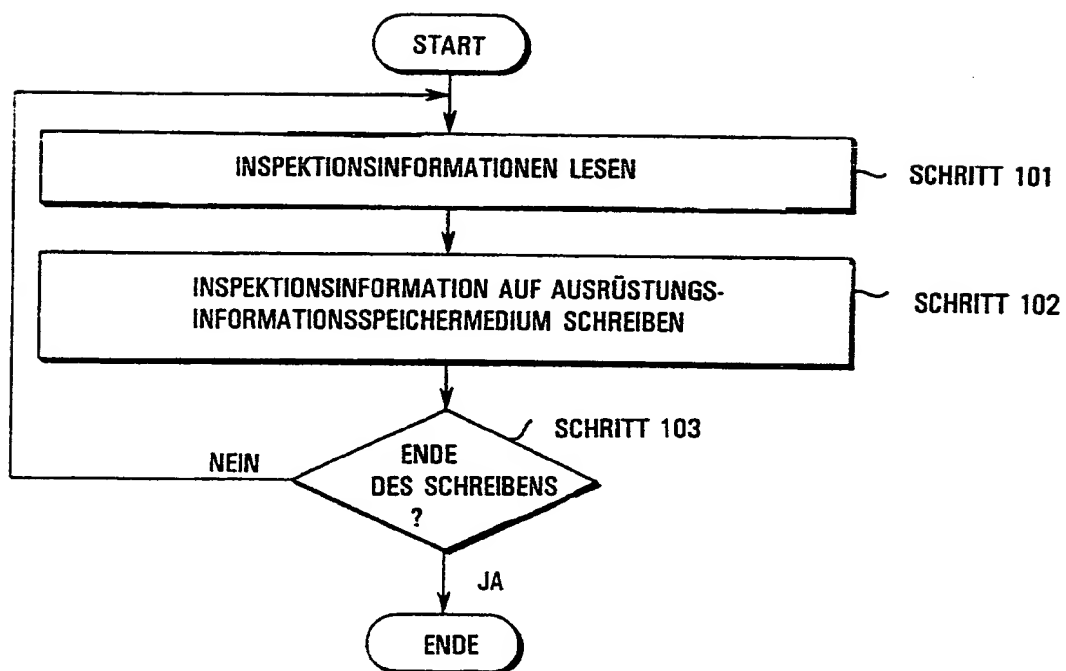 START
INSPEKTIONSINFORMATIONEN LESEN
SCHRITT 101
INSPEKTIONSINFORMATION AUF AUSRÜSTUNGS-
INFORMATIONSSPEICHERMEDIUM SCHREIBEN
SCHRITT 102
SCHRITT 103
ENDE
DES SCHREIBENS
?
NEIN
JA
ENDE